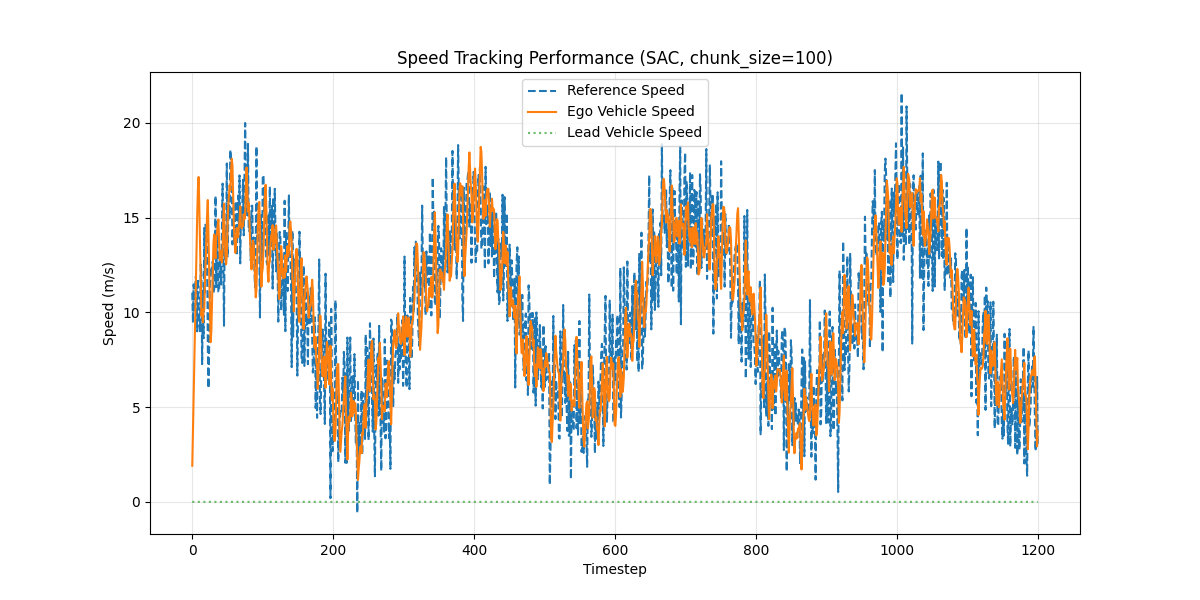 Speed Tracking Performance (SAC, chunk_size=100)
Reference Speed
Ego Vehicle Speed
Lead Vehicle Speed
Speed (m/s)
20
15
10
5
0
0 200 400 600 800 1000 1200
Timestep